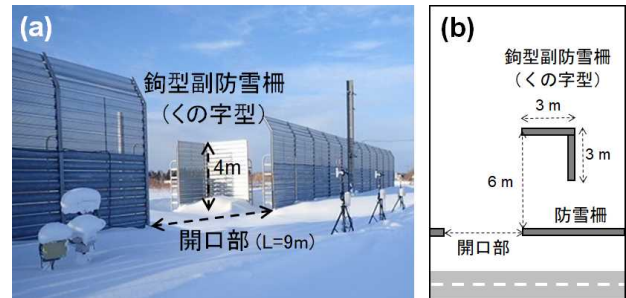 (a)
鉤型副防雪柵
(くの字型)
4m
開口部 (L=9m)
(b)
鉤型副防雪柵
(くの字型)
3 m
3 m
6 m
防雪柵
開口部